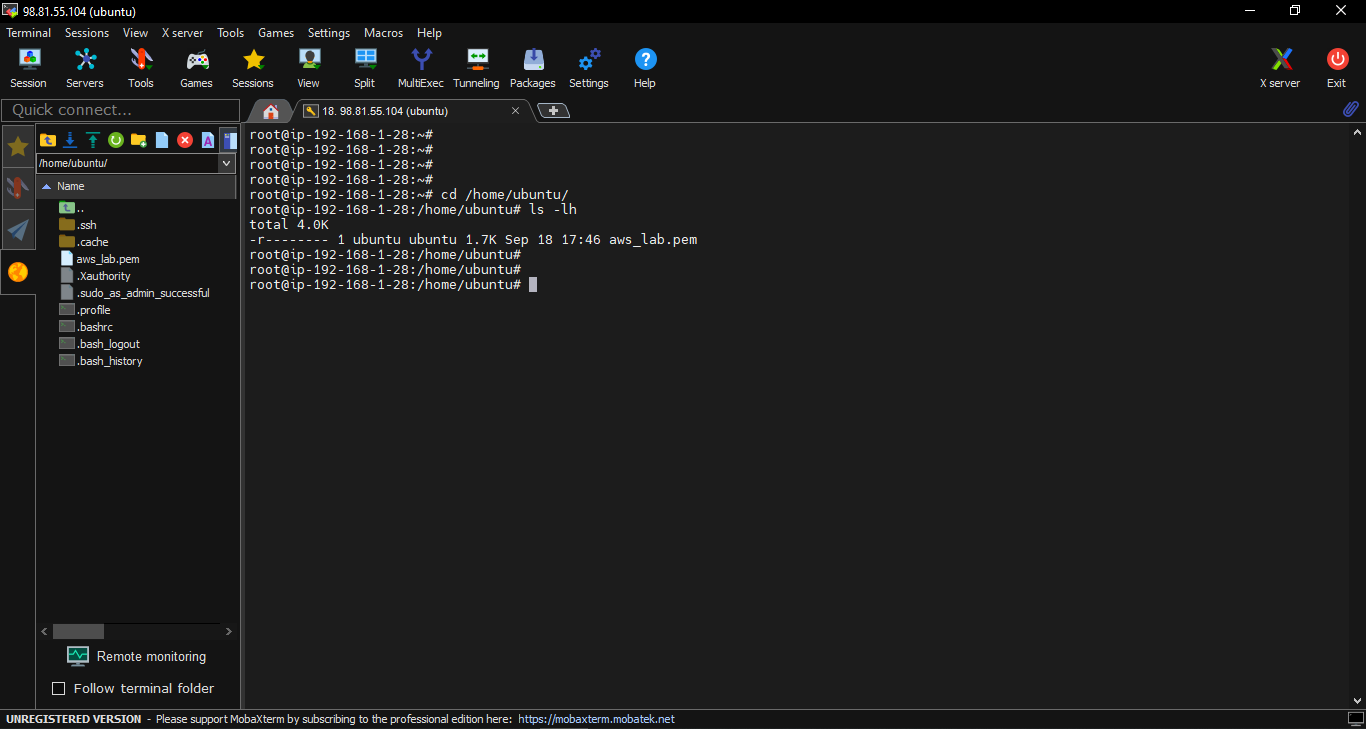 98.81.55.104 (ubuntu)
Terminal Sessions View X server Tools Games Settings Macros Help
Session Servers Tools Games Sessions View Split MultiExec Tunneling Packages Settings Help X server Exit
Quick connect...
18. 98.81.55.104 (ubuntu)
/home/ubuntu/
Name
..
.ssh
.cache
aws_lab.pem
.Xauthority
.sudo_as_admin_successful
.profile
.bashrc
.bash_logout
.bash_history
Remote monitoring
Follow terminal folder
root@ip-192-168-1-28:~#
root@ip-192-168-1-28:~#
root@ip-192-168-1-28:~#
root@ip-192-168-1-28:~#
root@ip-192-168-1-28:~# cd /home/ubuntu/
root@ip-192-168-1-28:/home/ubuntu# ls -lh
total 4.0K
-r-------- 1 ubuntu ubuntu 1.7K Sep 18 17:46 aws_lab.pem
root@ip-192-168-1-28:/home/ubuntu#
root@ip-192-168-1-28:/home/ubuntu#
root@ip-192-168-1-28:/home/ubuntu#
UNREGISTERED VERSION - Please support MobaXterm by subscribing to the professional edition here: https://mobaxterm.mobatek.net